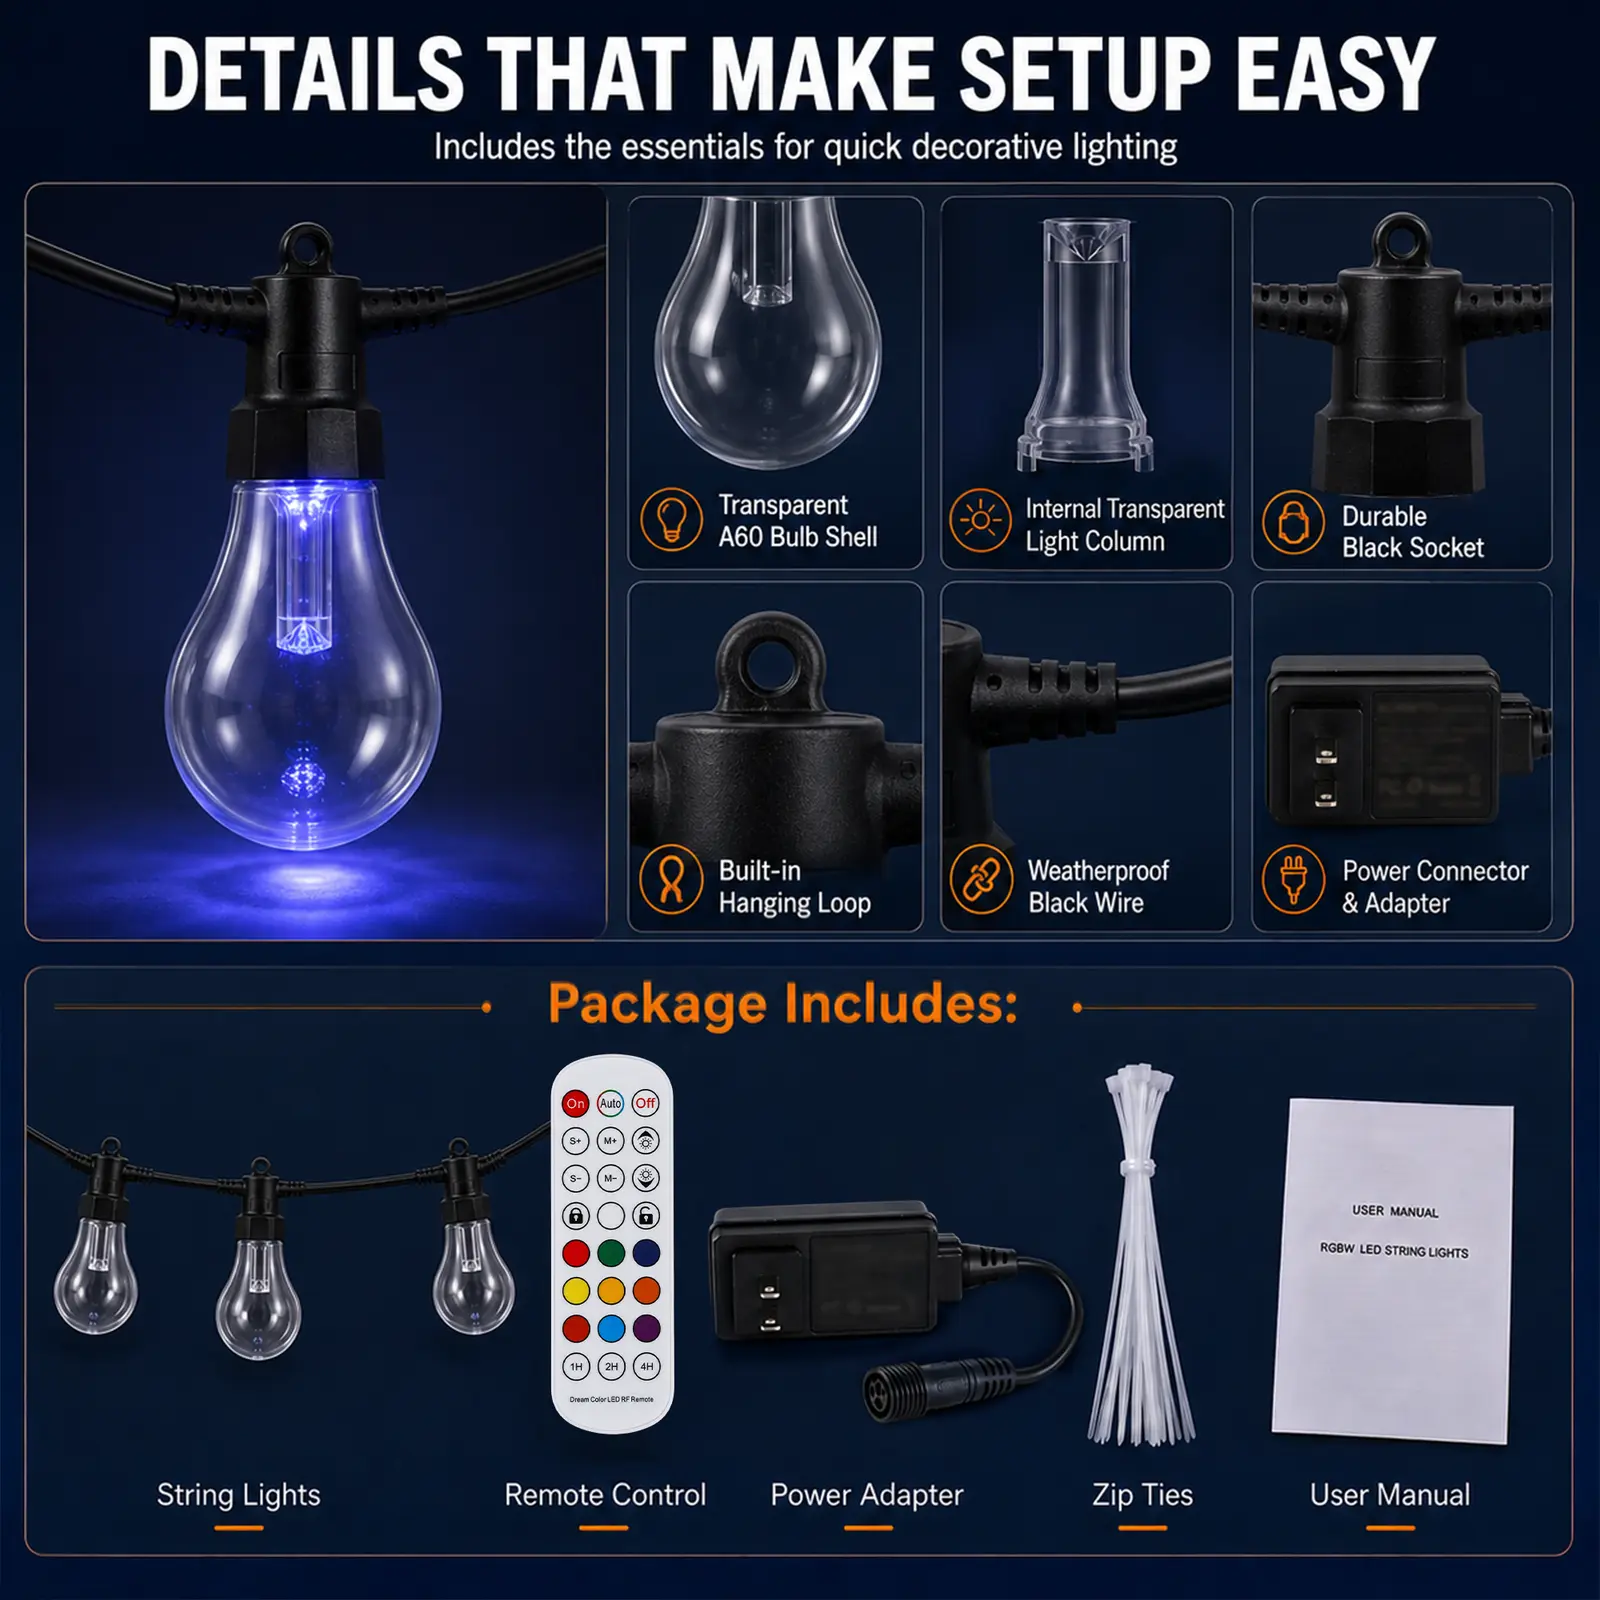 DETAILS THAT MAKE SETUP EASY
Includes the essentials for quick decorative lighting
Transparent
A60 Bulb Shell
Internal Transparent
Light Column
Durable
Black Socket
Built-in
Hanging Loop
Weatherproof
Black Wire
Power Connector
& Adapter
Package Includes:
On Auto Off
S+ M+
S- M-
1H 2H 4H
Dream Color LED RF Remote
USER MANUAL
RGBW LED STRING LIGHTS
String Lights
Remote Control
Power Adapter
Zip Ties
User Manual